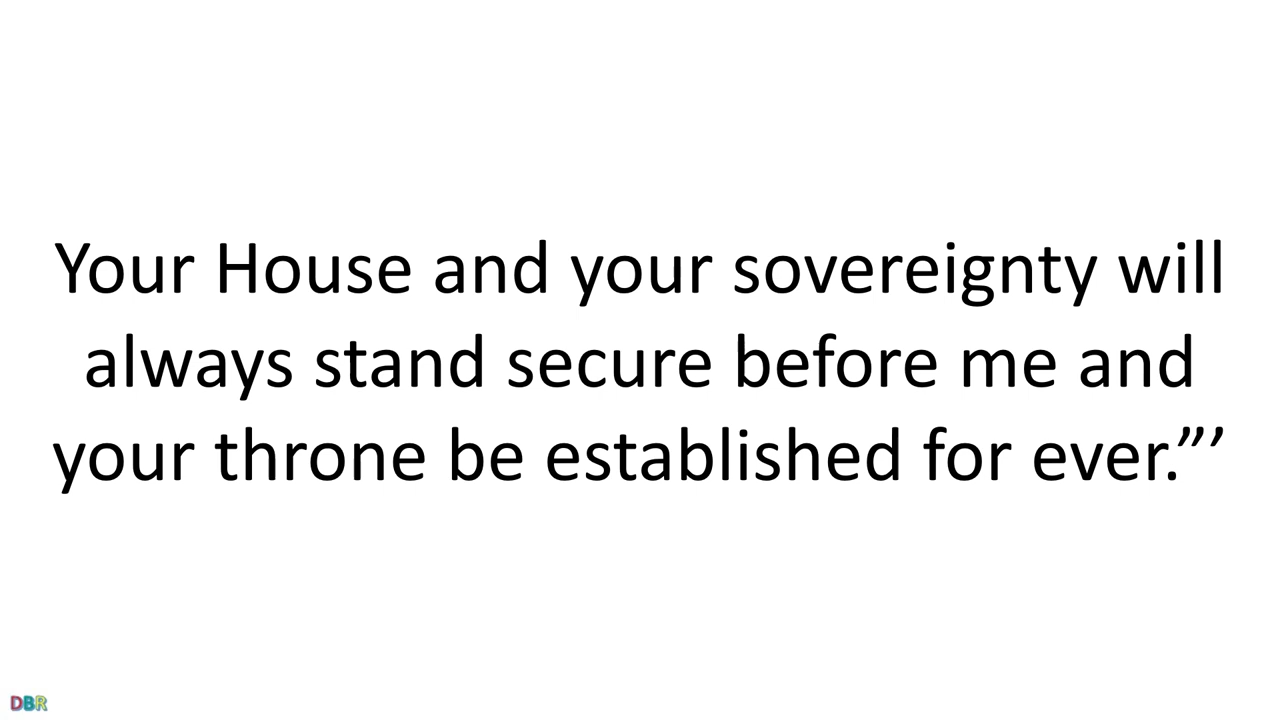 Your House and your sovereignty will
always stand secure before me and
your throne be established for ever.”’
DBR